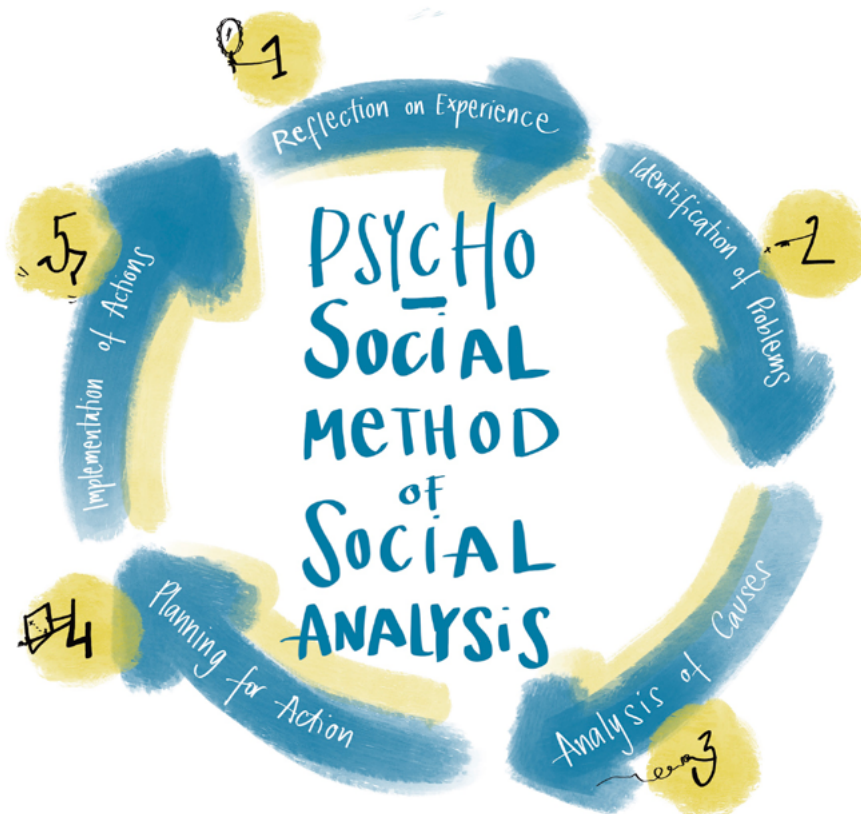 1
Reflection on Experience
2
Identification of Problems
3
Analysis of Causes
4
Planning for Action
5
Implementation of Actions
PSYCHO
–
SOCiAL
METHOD
OF
SOCIAL
ANALYSiS